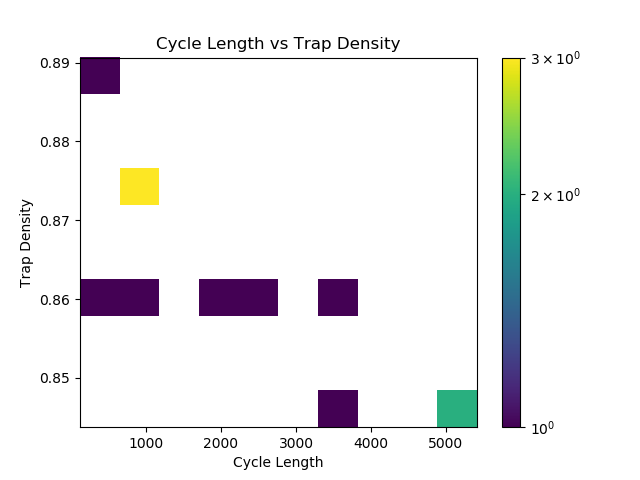 Cycle Length vs Trap Density
Trap Density
0.89
0.88
0.87
0.86
0.85
1000 2000 3000 4000 5000
Cycle Length
3 × 10⁰
2 × 10⁰
10⁰